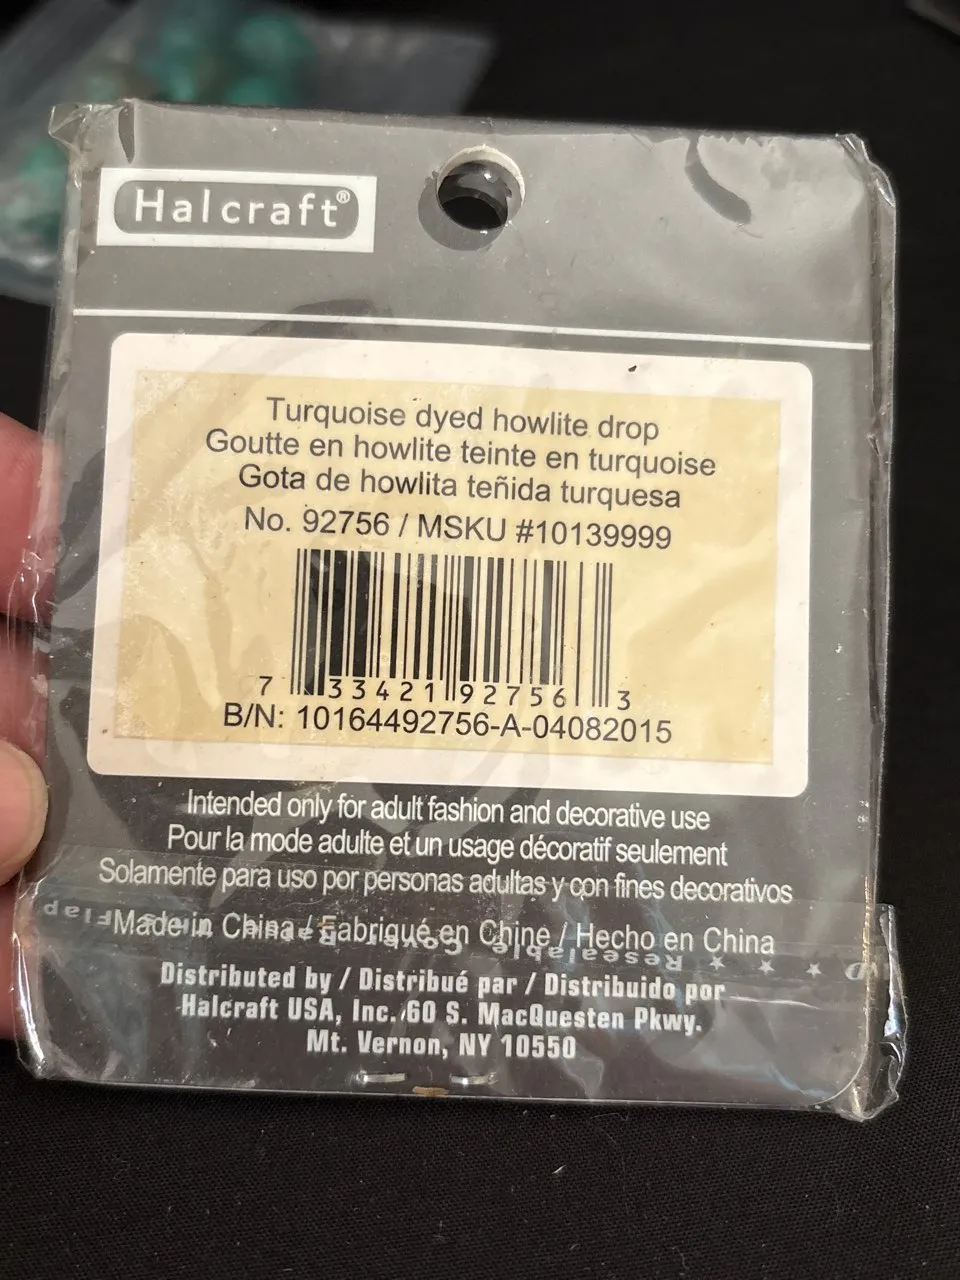 Halcraft®
Turquoise dyed howlite drop
Goutte en howlite teinte en turquoise
Gota de howlita teñida turquesa
No. 92756 / MSKU #10139999
7 33421 92756 3
B/N: 10164492756-A-04082015
Intended only for adult fashion and decorative use
Pour la mode adulte et un usage décoratif seulement
Solamente para uso por personas adultas y con fines decorativos
Made in China / Fabriqué en Chine / Hecho en China
Resealable Cover
Flap
Distributed by / Distribué par / Distribuido por
Halcraft USA, Inc. 60 S. MacQuesten Pkwy.
Mt. Vernon, NY 10550